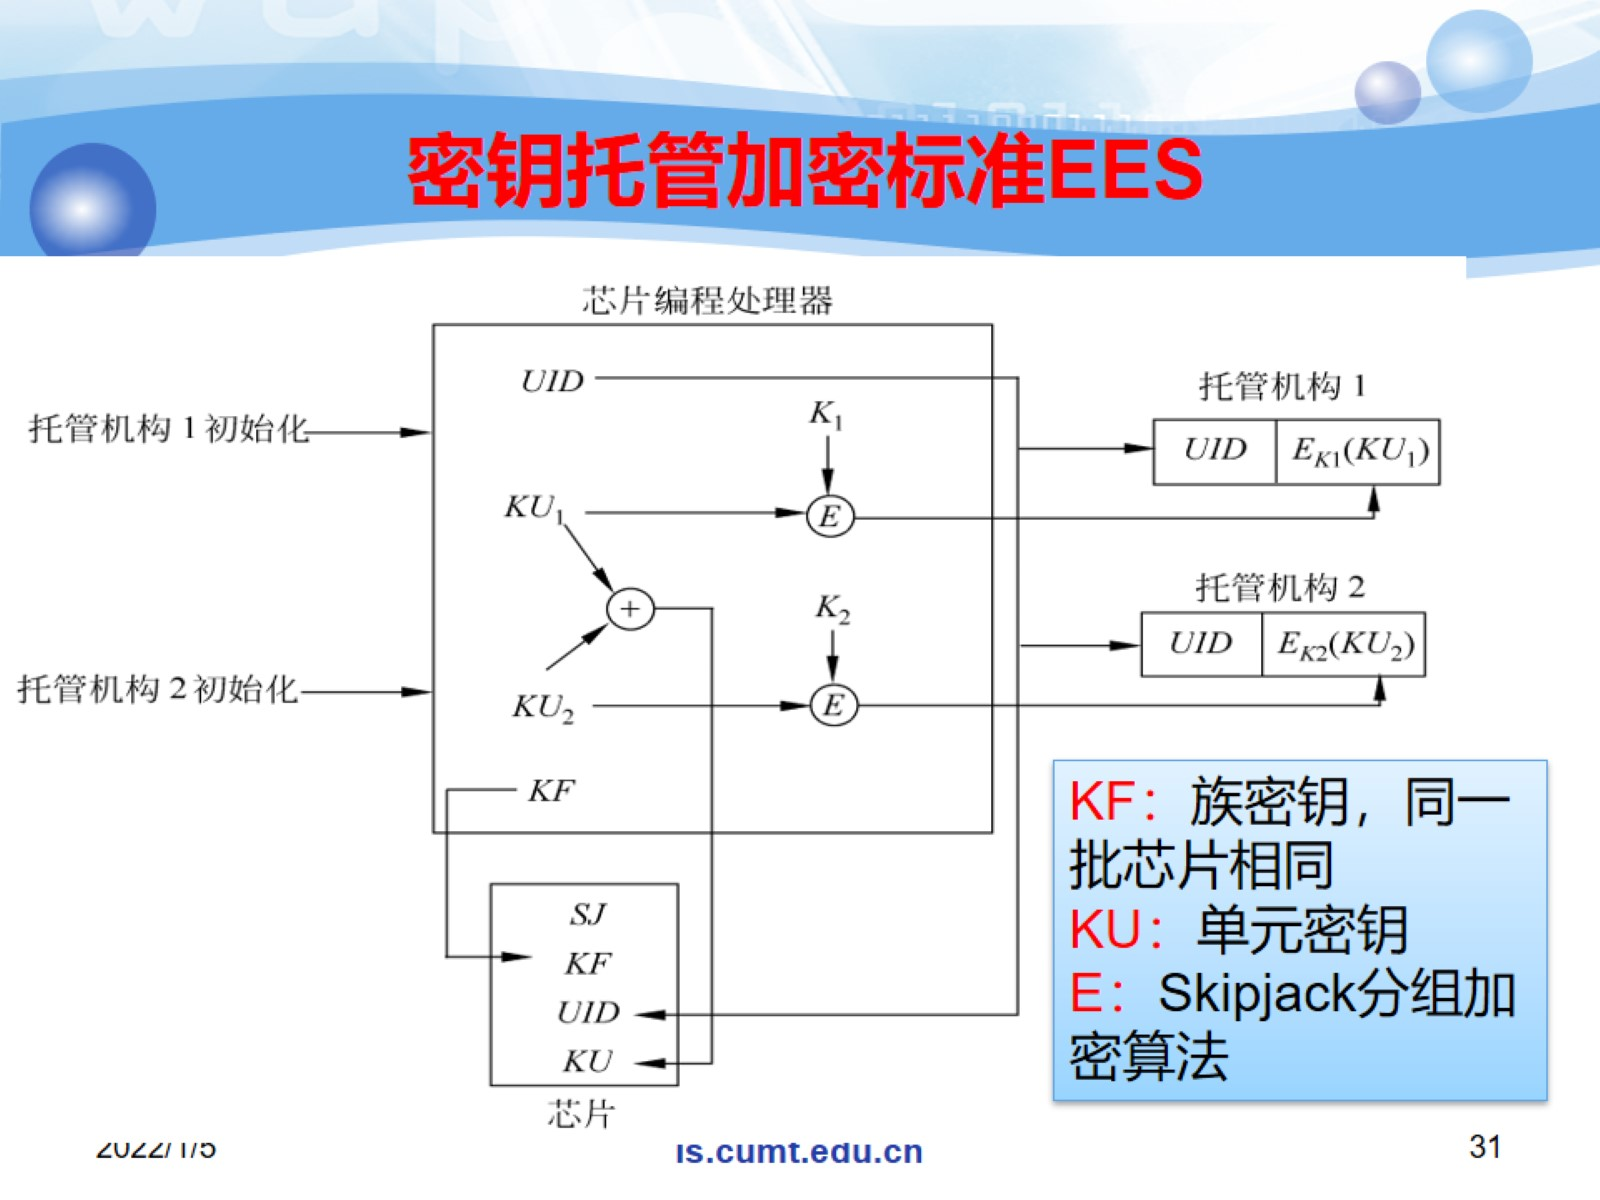 密钥托管加密标准EES
芯片编程处理器
UID
K1
托管机构 1
托管机构 1 初始化
UID EK1(KU1)
KU1
E
托管机构 2
+
K2
UID EK2(KU2)
托管机构 2 初始化
KU2
E
KF
KF：族密钥，同一
批芯片相同
KU：单元密钥
E：Skipjack分组加
密算法
SJ
KF
UID
KU
芯片
2022/1/5
is.cumt.edu.cn
31